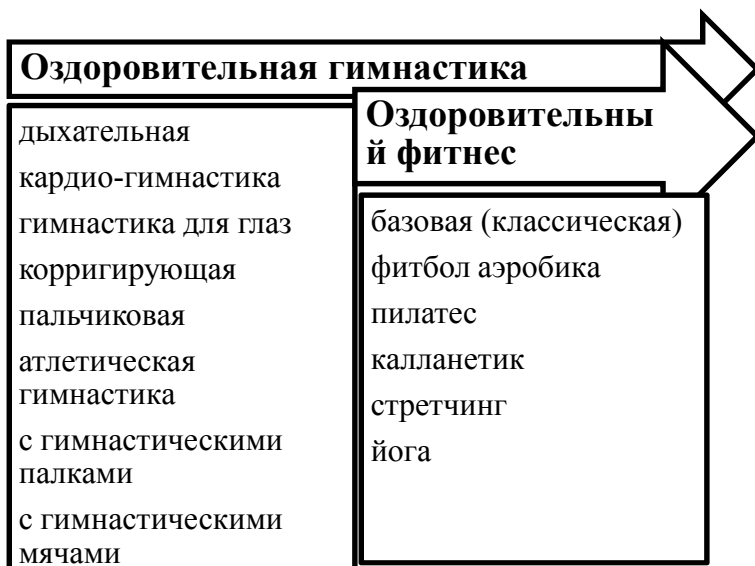 Оздоровительная гимнастика
дыхательная
кардио-гимнастика
гимнастика для глаз
корригирующая
пальчиковая
атлетическая
гимнастика
с гимнастическими
палками
с гимнастическими
мячами
Оздоровительны
й фитнес
базовая (классическая)
фитбол аэробика
пилатес
калланетик
стретчинг
йога